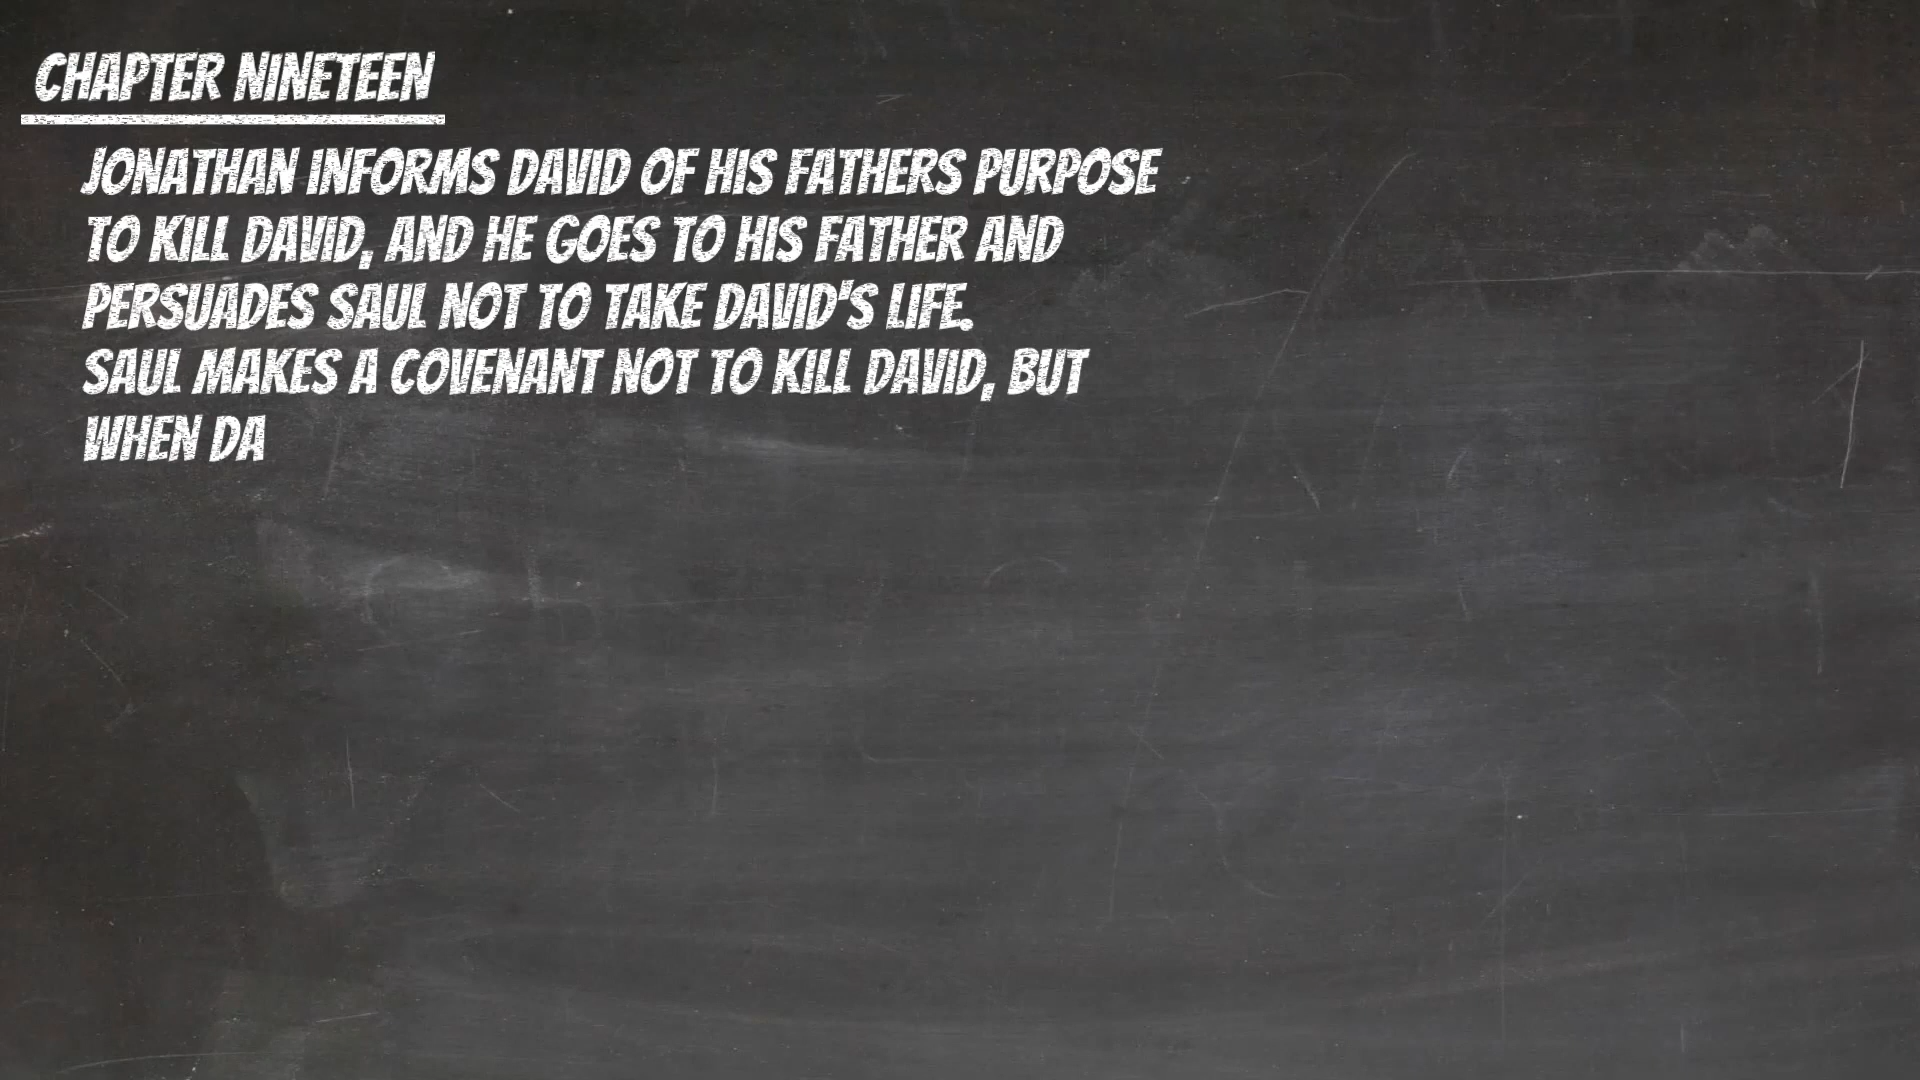 CHAPTER NINETEEN
JONATHAN INFORMS DAVID OF HIS FATHERS PURPOSE
TO KILL DAVID, AND HE GOES TO HIS FATHER AND
PERSUADES SAUL NOT TO TAKE DAVID'S LIFE.
SAUL MAKES A COVENANT NOT TO KILL DAVID, BUT
WHEN DA